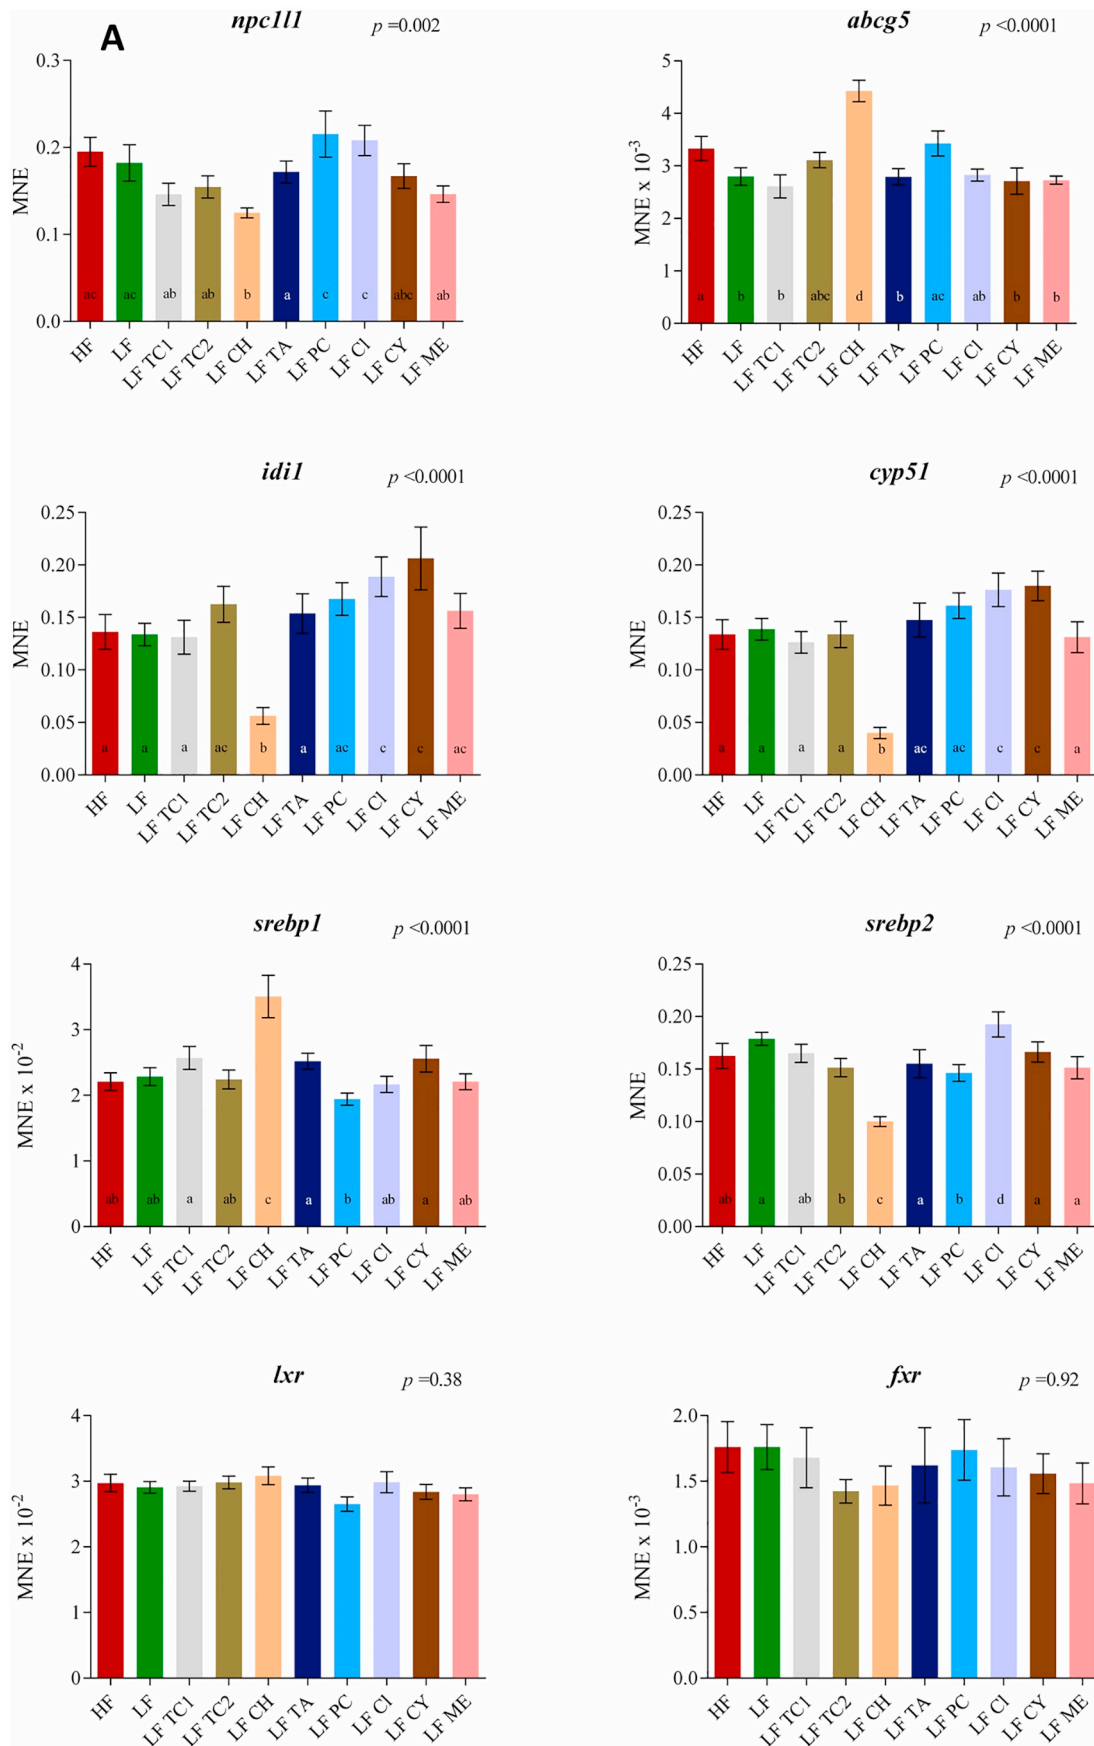 A
npc1l1
p =0.002
MNE
0.3
0.2
0.1
0.0
ac ac ab ab b a c c abc ab
HF LF LF TC1 LF TC2 LF CH LF TA LF PC LF Cl LF CY LF ME
abcg5
p <0.0001
MNE x 10⁻³
5
4
3
2
1
0
a b b abc d b ac ab b b
HF LF LF TC1 LF TC2 LF CH LF TA LF PC LF Cl LF CY LF ME
idi1
p <0.0001
MNE
0.25
0.20
0.15
0.10
0.05
0.00
a a a ac b a ac c c ac
HF LF LF TC1 LF TC2 LF CH LF TA LF PC LF Cl LF CY LF ME
cyp51
p <0.0001
MNE
0.25
0.20
0.15
0.10
0.05
0.00
a a a a b ac ac c c a
HF LF LF TC1 LF TC2 LF CH LF TA LF PC LF Cl LF CY LF ME
srebp1
p <0.0001
MNE x 10⁻²
4
3
2
1
0
ab ab a ab c a b ab a ab
HF LF LF TC1 LF TC2 LF CH LF TA LF PC LF Cl LF CY LF ME
srebp2
p <0.0001
MNE
0.25
0.20
0.15
0.10
0.05
0.00
ab a ab b c a b d a a
HF LF LF TC1 LF TC2 LF CH LF TA LF PC LF Cl LF CY LF ME
lxr
p =0.38
MNE x 10⁻²
4
3
2
1
0
HF LF LF TC1 LF TC2 LF CH LF TA LF PC LF Cl LF CY LF ME
fxr
p =0.92
MNE x 10⁻³
2.0
1.5
1.0
0.5
0.0
HF LF LF TC1 LF TC2 LF CH LF TA LF PC LF Cl LF CY LF ME